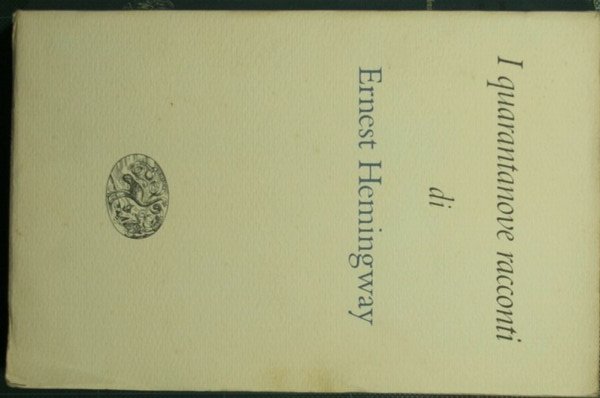 I quarantanove racconti
di
Ernest Hemingway